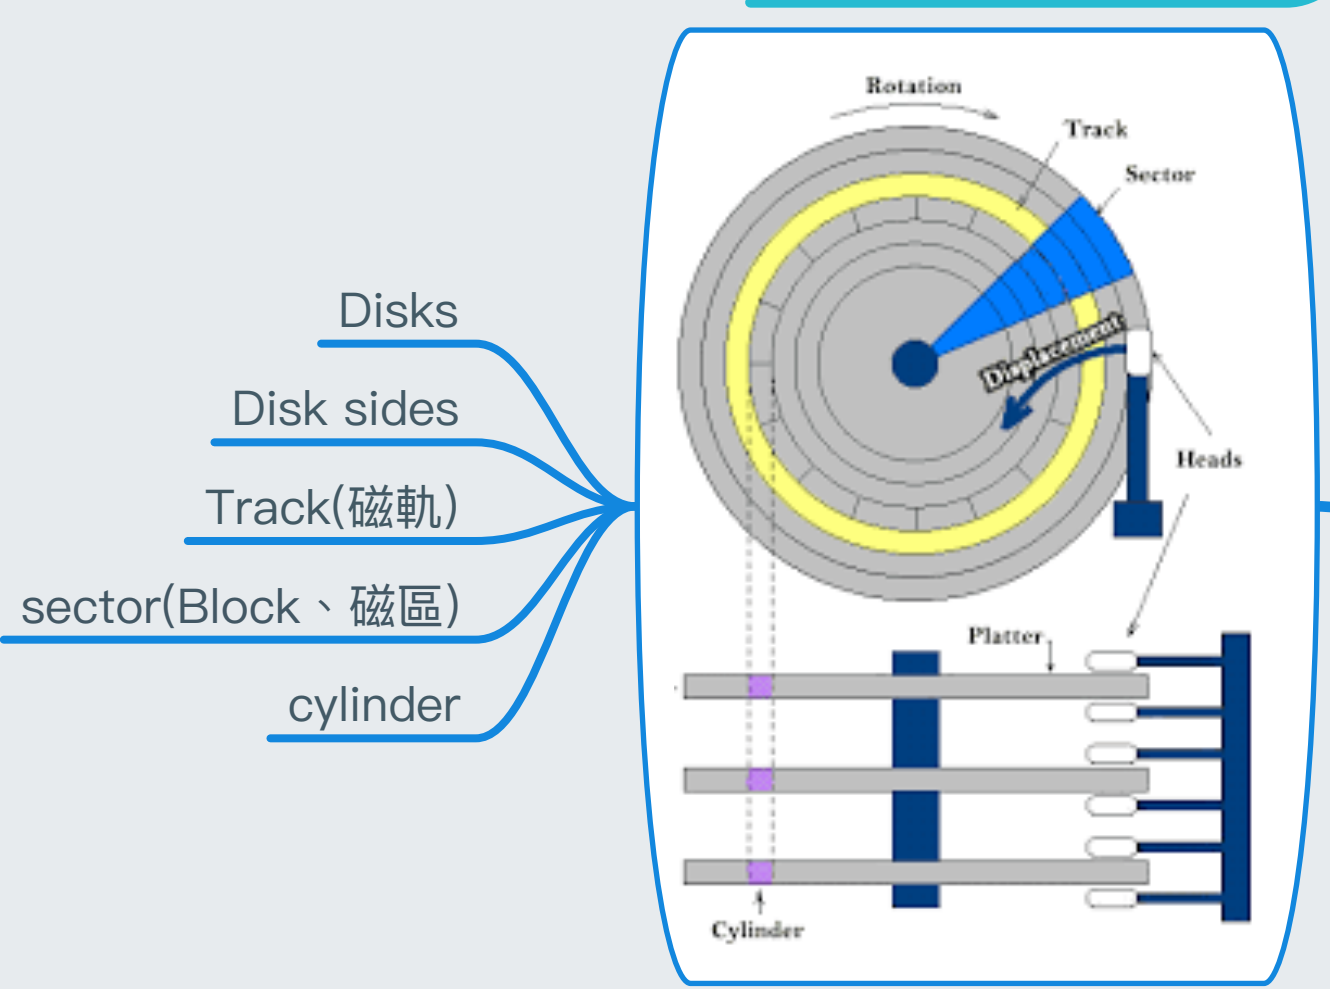 Disks
Disk sides
Track(磁軌)
sector(Block、磁區)
cylinder
Rotation
Track
Sector
Displacement
Heads
Platter
Cylinder